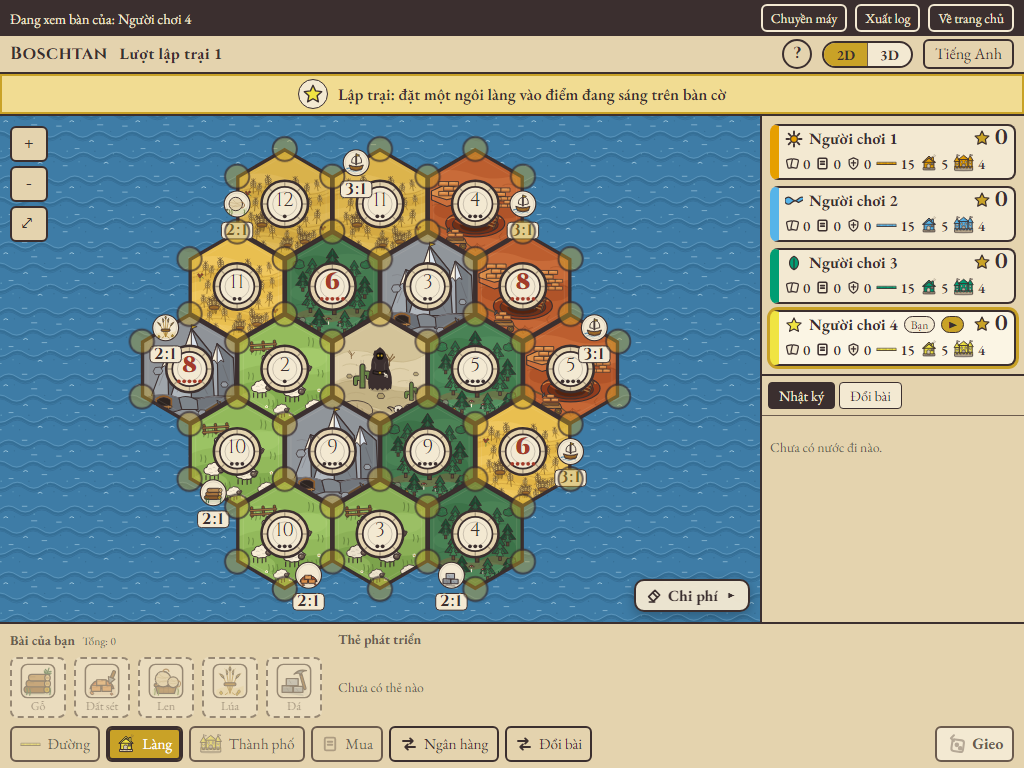 Đang xem bàn của: Người chơi 4
Chuyền máy
Xuất log
Về trang chủ
BOSCHTAN Lượt lập trại 1
?
2D
3D
Tiếng Anh
Lập trại: đặt một ngôi làng vào điểm đang sáng trên bàn cờ
+
-
12
11
4
3:1
2:1
3:1
11
6
3
8
2:1
3:1
8
2
5
5
10
9
9
6
3:1
2:1
10
3
4
2:1
2:1
Chi phí
Người chơi 1 0
0 0 0 15 5 4
Người chơi 2 0
0 0 0 15 5 4
Người chơi 3 0
0 0 0 15 5 4
Người chơi 4 Bạn 0
0 0 0 15 5 4
Nhật ký
Đổi bài
Chưa có nước đi nào.
Bài của bạn Tổng: 0
Gỗ
Đất sét
Len
Lúa
Đá
Thẻ phát triển
Chưa có thẻ nào
Đường
Làng
Thành phố
Mua
Ngân hàng
Đổi bài
Gieo